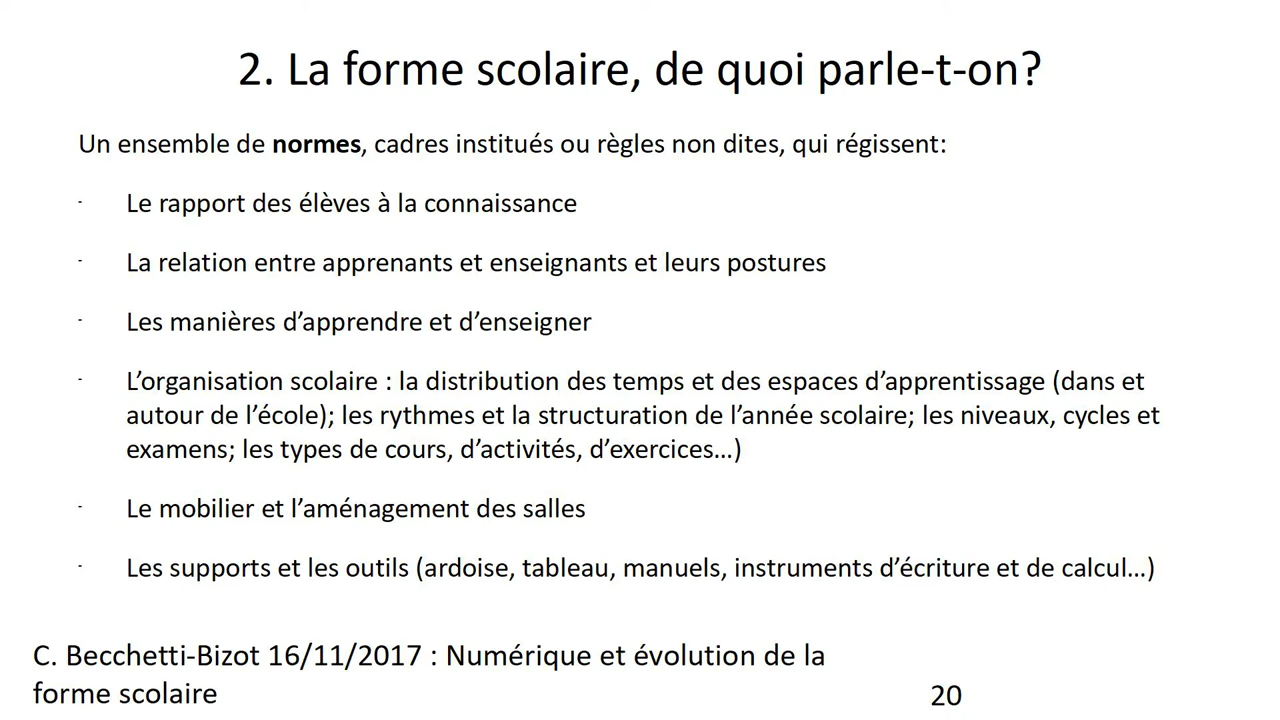 2. La forme scolaire, de quoi parle-t-on?
Un ensemble de normes, cadres institués ou règles non dites, qui régissent:
- Le rapport des élèves à la connaissance
- La relation entre apprenants et enseignants et leurs postures
- Les manières d’apprendre et d’enseigner
- L’organisation scolaire : la distribution des temps et des espaces d’apprentissage (dans et
autour de l’école); les rythmes et la structuration de l’année scolaire; les niveaux, cycles et
examens; les types de cours, d’activités, d’exercices…)
- Le mobilier et l’aménagement des salles
- Les supports et les outils (ardoise, tableau, manuels, instruments d’écriture et de calcul…)
C. Becchetti-Bizot 16/11/2017 : Numérique et évolution de la
forme scolaire
20